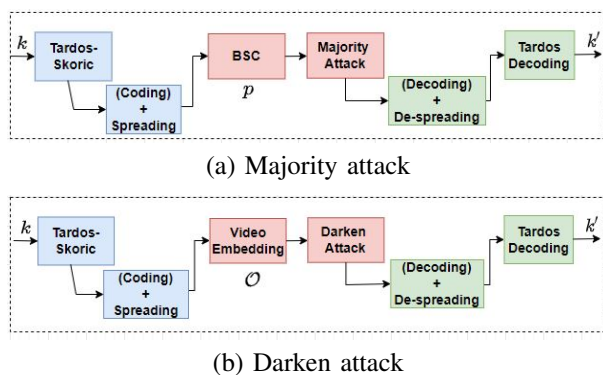 k
Tardos-
Skoric
(Coding)
+
Spreading
BSC
p
Majority
Attack
(Decoding)
+
De-spreading
Tardos
Decoding
k'
(a) Majority attack
k
Tardos-
Skoric
(Coding)
+
Spreading
Video
Embedding
𝒪
Darken
Attack
(Decoding)
+
De-spreading
Tardos
Decoding
k'
(b) Darken attack